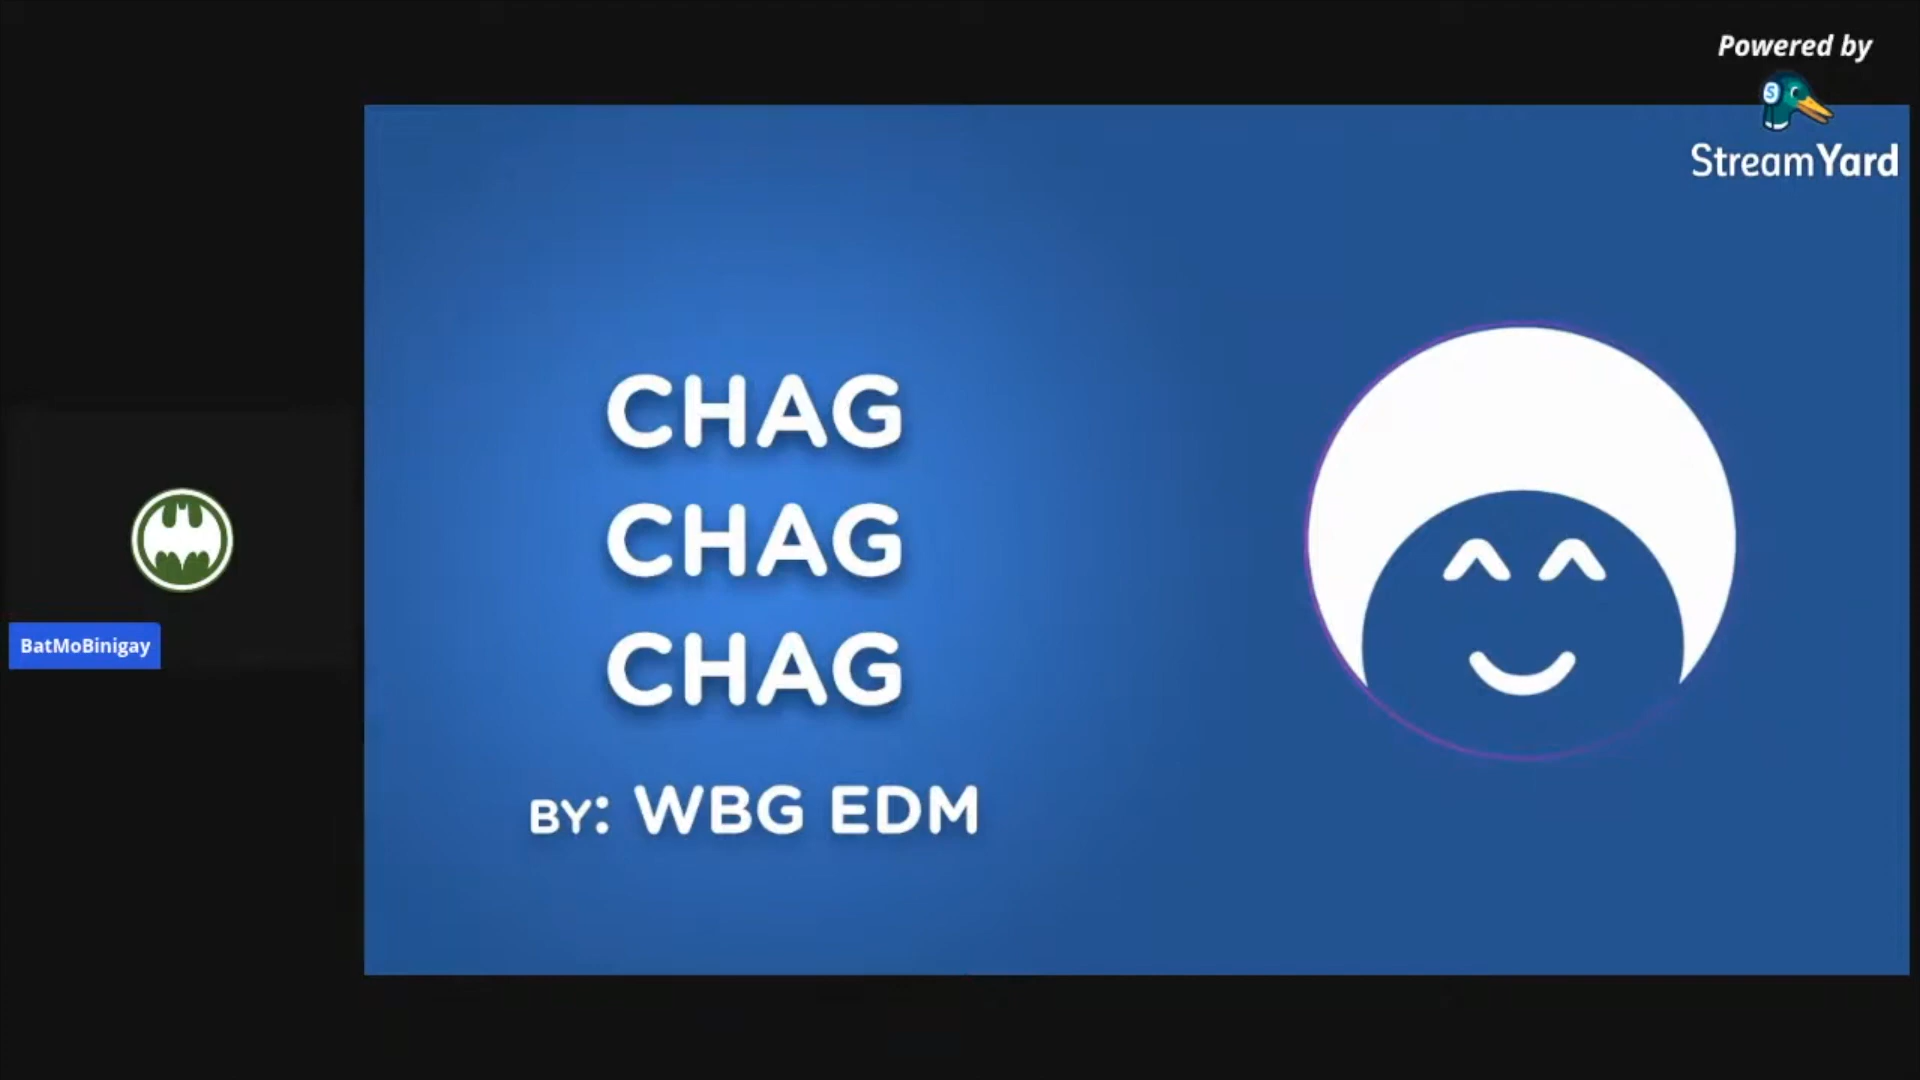 Powered by
S
StreamYard
CHAG
CHAG
CHAG
BY: WBG EDM
BatMoBinigay